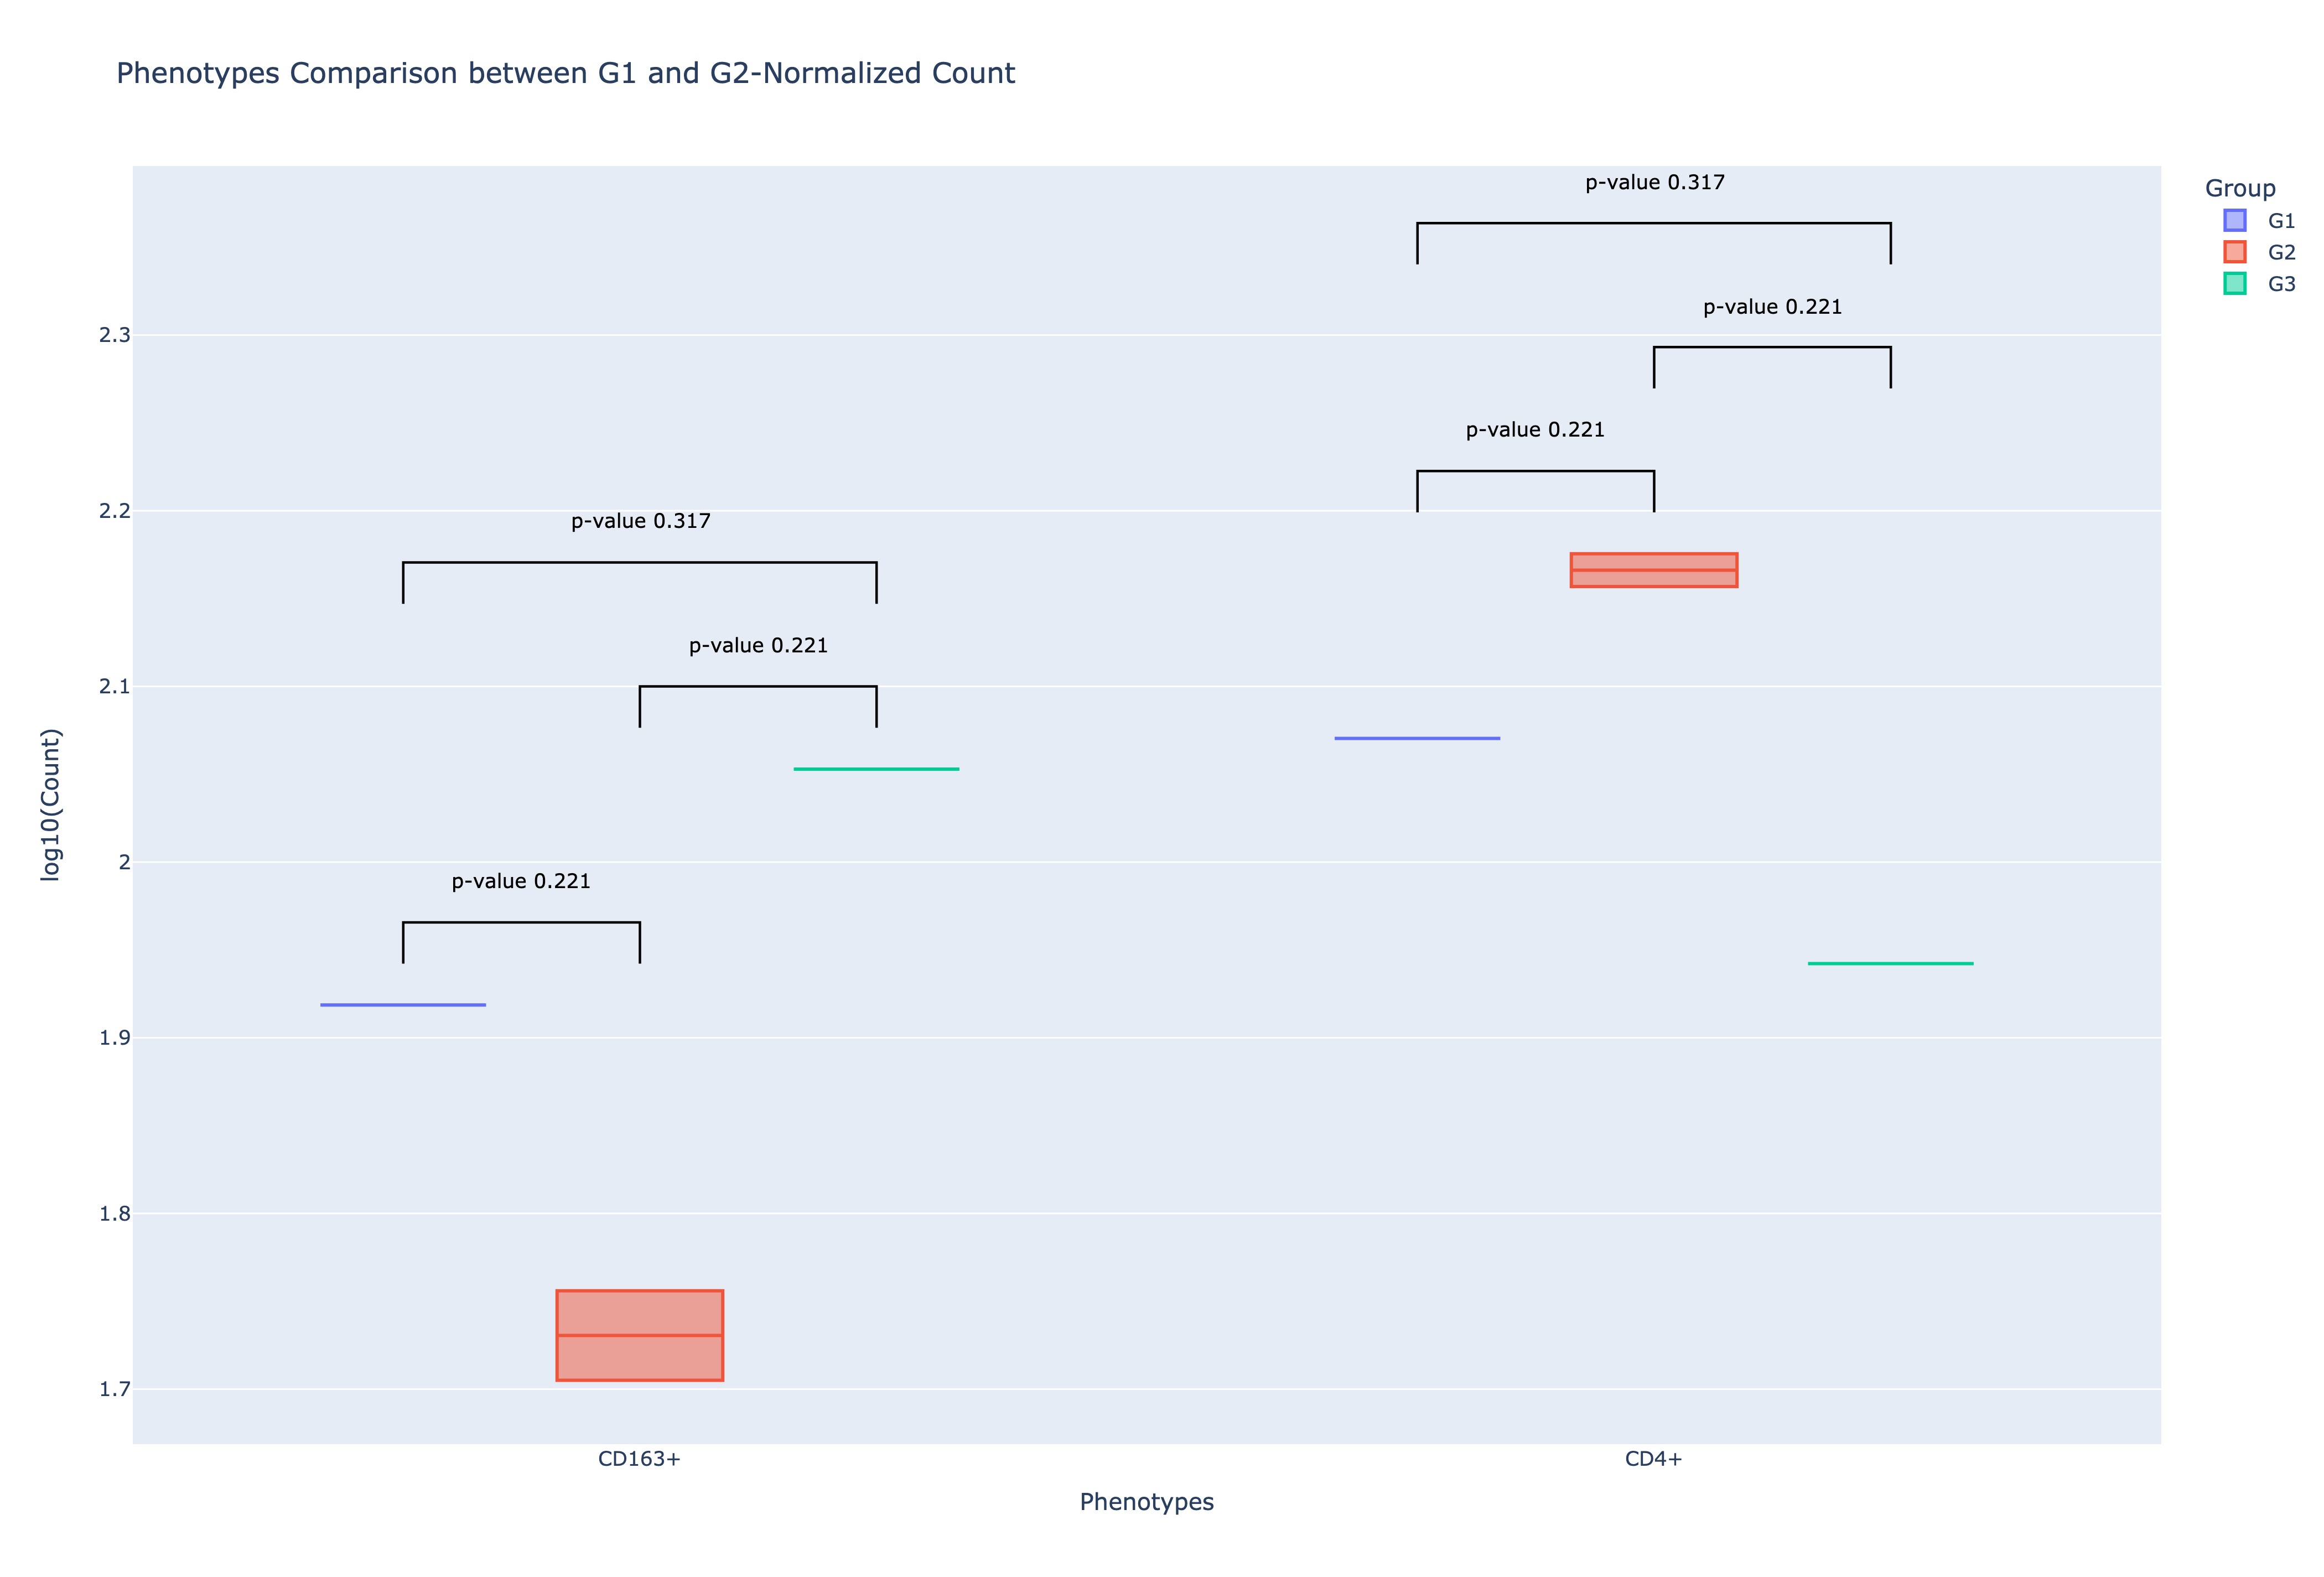 Phenotypes Comparison between G1 and G2-Normalized Count
Group
G1
G2
G3
p-value 0.317
p-value 0.221
p-value 0.221
p-value 0.317
p-value 0.221
p-value 0.221
2.3
2.2
2.1
2
1.9
1.8
1.7
log10(Count)
CD163+
CD4+
Phenotypes